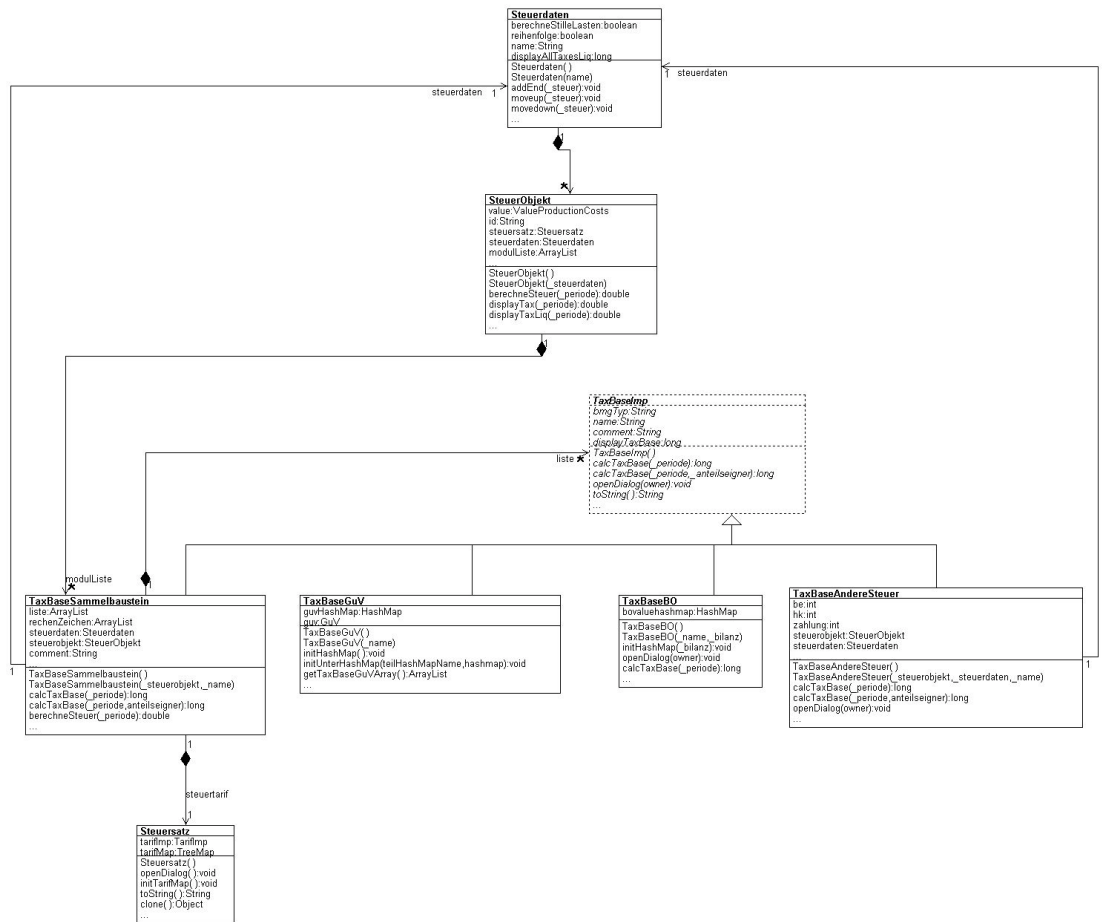 Steuerdaten
berechneStilleLasten:boolean
reihenfolge:boolean
name:String
displayAllTaxesLiq:long
Steuerdaten( )
Steuerdaten(name)
addEnd(_steuer):void
moveup(_steuer):void
movedown(_steuer):void
...
steuerdaten 1
1 steuerdaten
1
*
SteuerObjekt
value:ValueProductionCosts
id:String
steuersatz:Steuersatz
steuerdaten:Steuerdaten
modulListe:ArrayList
...
SteuerObjekt( )
SteuerObjekt(_steuerdaten)
berechneSteuer(_periode):double
displayTax(_periode):double
displayTaxLiq(_periode):double
...
1
TaxBaseImp
bmgTyp:String
name:String
comment:String
displayTaxBase:long
TaxBaseImp( )
calcTaxBase(_periode):long
calcTaxBase(_periode,_anteilseigner):long
openDialog(owner):void
toString( ):String
...
liste *
modulListe
*
1
TaxBaseSammelbaustein
liste:ArrayList
rechenZeichen:ArrayList
steuerdaten:Steuerdaten
steuerobjekt:SteuerObjekt
comment:String
...
TaxBaseSammelbaustein( )
TaxBaseSammelbaustein(_steuerobjekt,_name)
calcTaxBase(_periode):long
calcTaxBase(_periode,anteilseigner):long
berechneSteuer(_periode):double
...
1
TaxBaseGuV
guvHashMap:HashMap
guv:GuV
TaxBaseGuV( )
TaxBaseGuV(_name)
initHashMap( ):void
initUnterHashMap(teilHashMapName,hashmap):void
getTaxBaseGuVArray( ):ArrayList
...
TaxBaseBO
bovaluehashmap:HashMap
TaxBaseBO( )
TaxBaseBO(_name,_bilanz)
initHashMap(_bilanz):void
openDialog(owner):void
calcTaxBase(_periode):long
...
TaxBaseAndereSteuer
be:int
hk:int
zahlung:int
steuerobjekt:SteuerObjekt
steuerdaten:Steuerdaten
...
TaxBaseAndereSteuer( )
TaxBaseAndereSteuer(_steuerobjekt,_steuerdaten,_name)
calcTaxBase(_periode):long
calcTaxBase(_periode,anteilseigner):long
openDialog(owner):void
...
1
1
steuertarif
1
Steuersatz
tarifImp:TarifImp
tarifMap:TreeMap
Steuersatz( )
openDialog( ):void
initTarifMap( ):void
toString( ):String
clone( ):Object
...